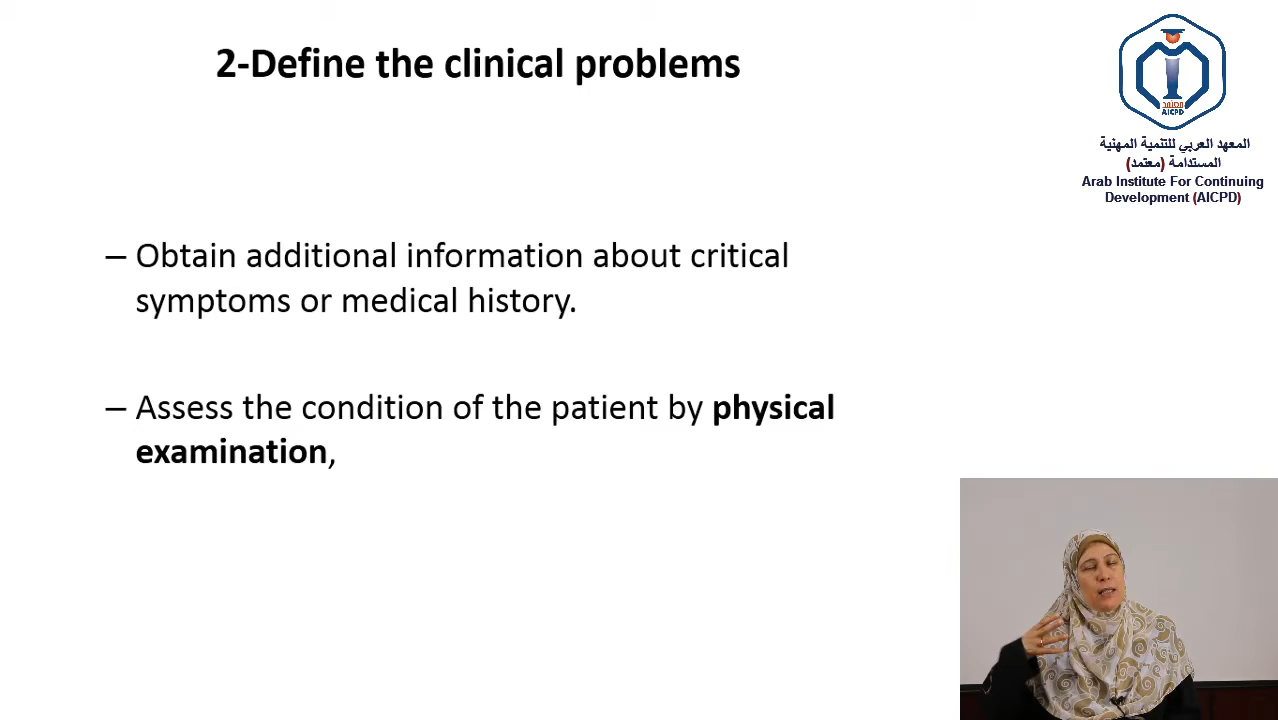 2-Define the clinical problems
معتمد
AICPD
المعهد العربي للتنمية المهنية
المستدامة (معتمد)
Arab Institute For Continuing
Development (AICPD)
– Obtain additional information about critical
symptoms or medical history.
– Assess the condition of the patient by physical
examination,